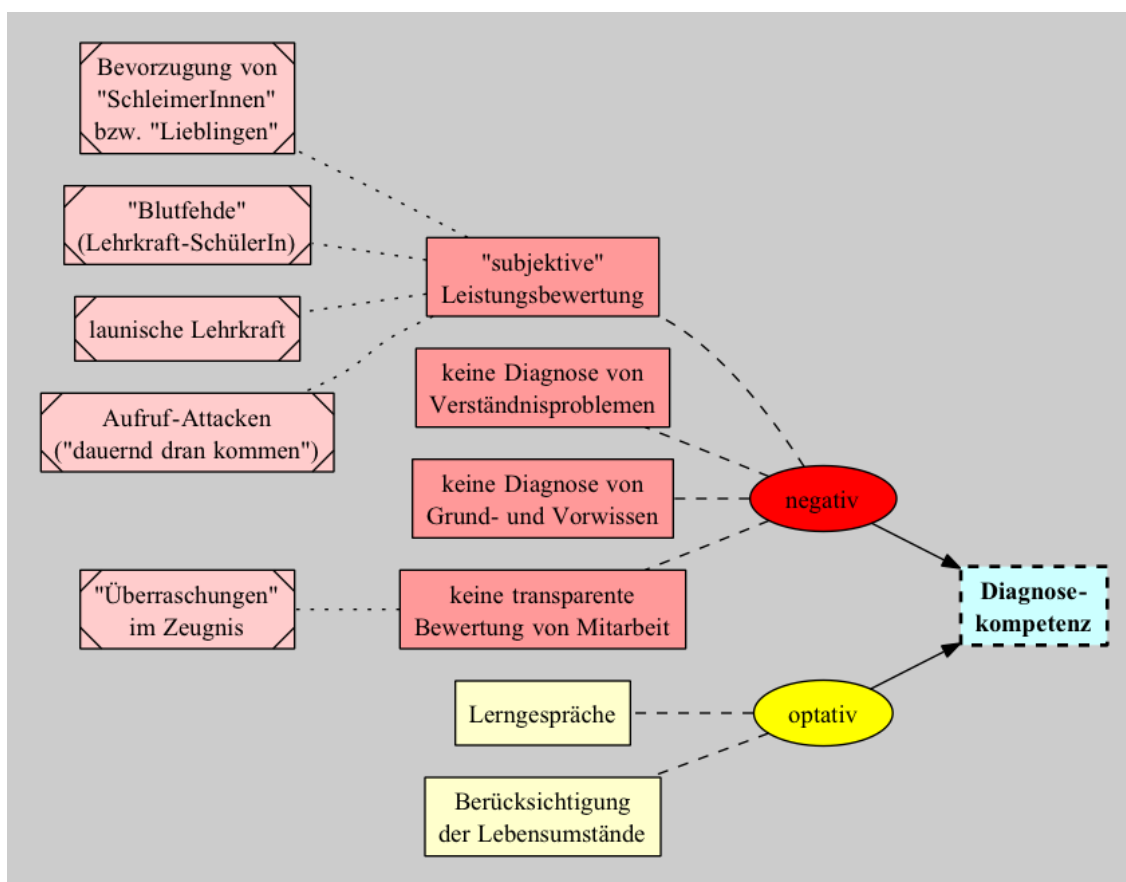 Bevorzugung von
"SchleimerInnen"
bzw. "Lieblingen"
"Blutfehde"
(Lehrkraft-SchülerIn)
launische Lehrkraft
Aufruf-Attacken
("dauernd dran kommen")
"Überraschungen"
im Zeugnis
"subjektive"
Leistungsbewertung
keine Diagnose von
Verständnisproblemen
keine Diagnose von
Grund- und Vorwissen
keine transparente
Bewertung von Mitarbeit
Lerngespräche
Berücksichtigung
der Lebensumstände
negativ
optativ
Diagnose-
kompetenz